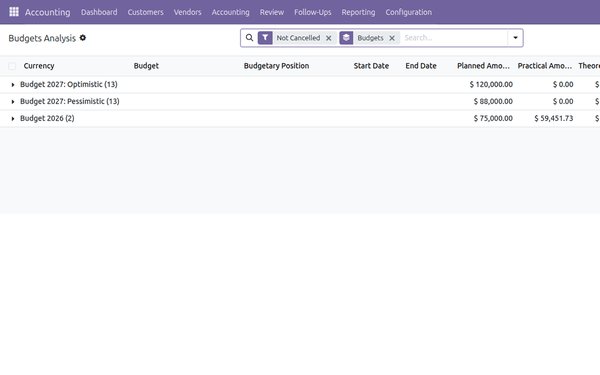 Accounting Dashboard Customers Vendors Accounting Review Follow-Ups Reporting Configuration
Budgets Analysis Not Cancelled Budgets Search...
Currency Budget Budgetary Position Start Date End Date Planned Amo... Practical Amo... Theore
Budget 2027: Optimistic (13) $ 120,000.00 $ 0.00 $
Budget 2027: Pessimistic (13) $ 88,000.00 $ 0.00 $
Budget 2026 (2) $ 75,000.00 $ 59,451.73 $